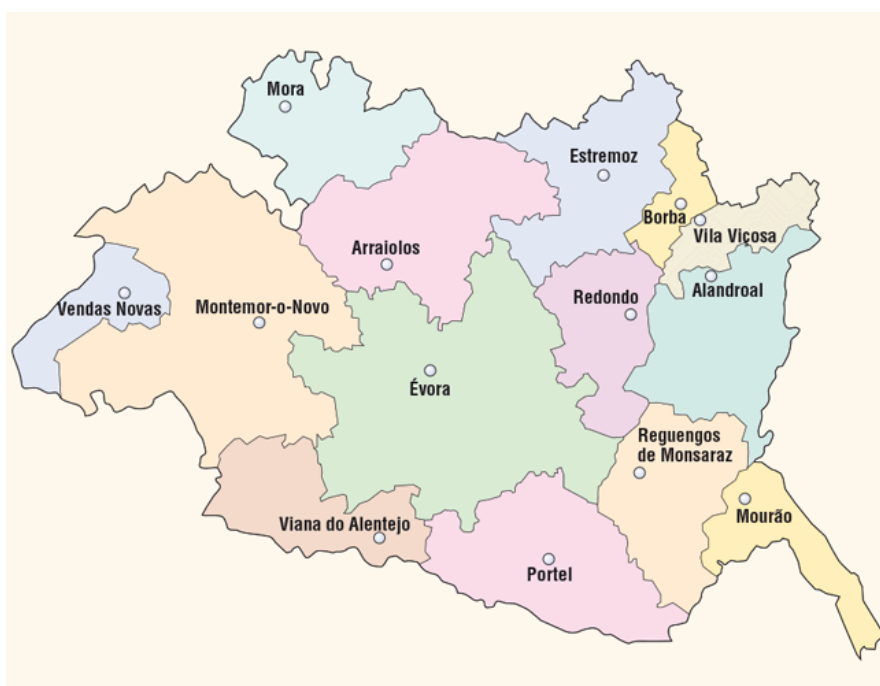 Mora
Estremoz
Borba
Vila Viçosa
Arraiolos
Vendas Novas
Montemor-o-Novo
Redondo
Alandroal
Évora
Reguengos
de Monsaraz
Viana do Alentejo
Mourão
Portel